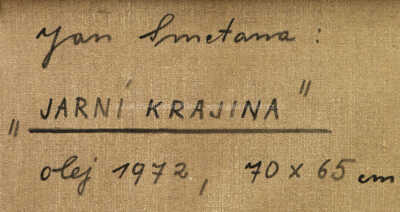 Jan Smetana :
„JARNÍ KRAJINA"
olej 1972, 70 x 65 cm